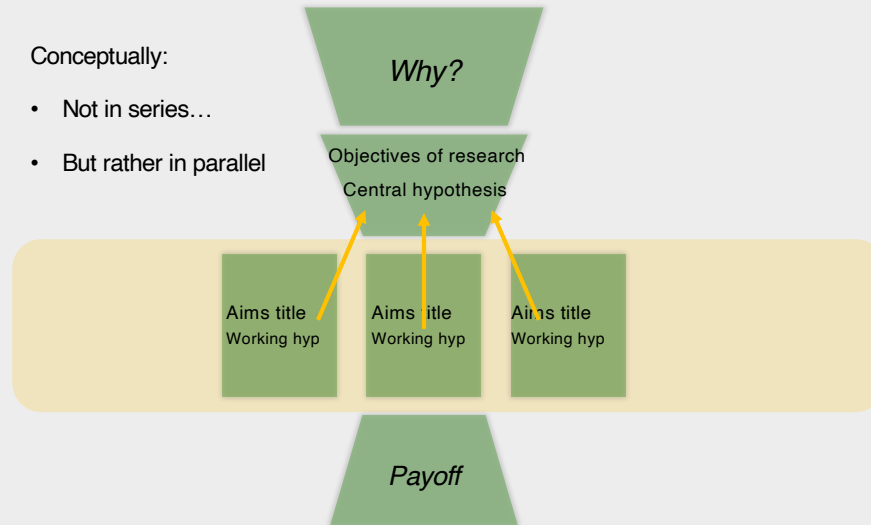 Conceptually:
• Not in series…
• But rather in parallel
Why?
Objectives of research
Central hypothesis
Aims title
Working hyp
Aims title
Working hyp
Aims title
Working hyp
Payoff